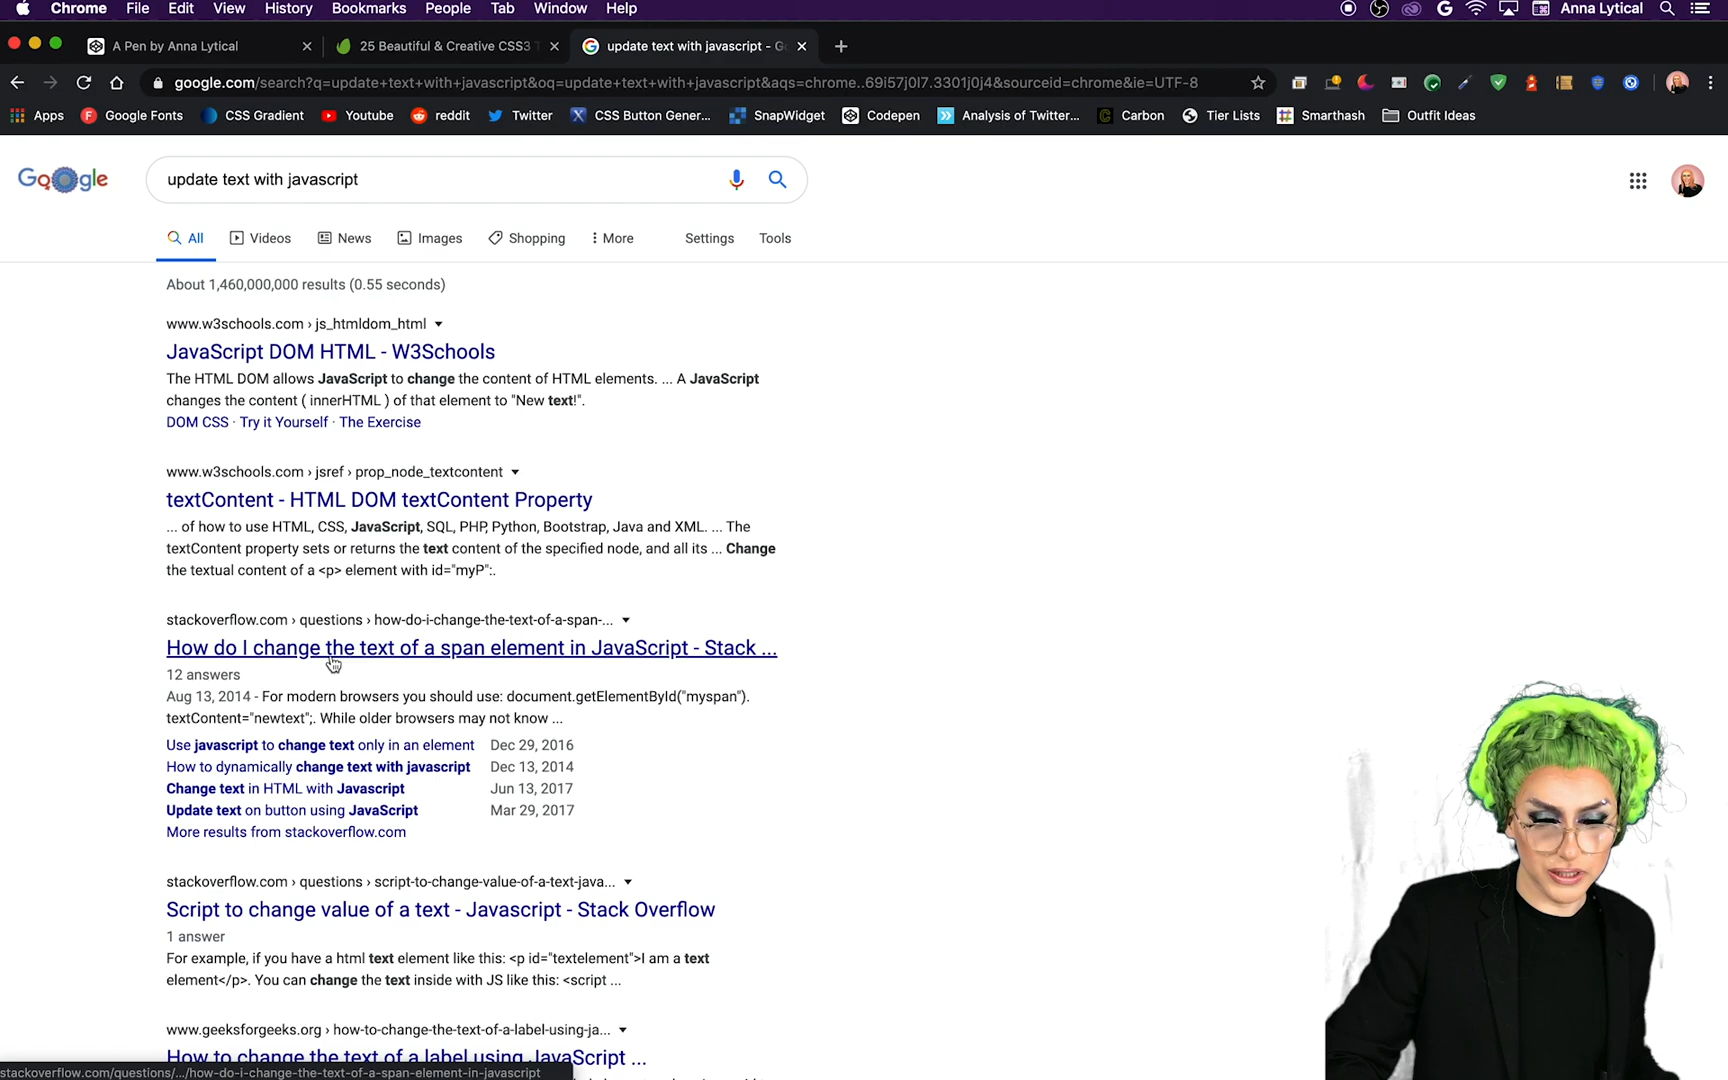 Chrome File Edit View History Bookmarks People Tab Window Help Anna Lytical
A Pen by Anna Lytical
25 Beautiful & Creative CSS3 T
update text with javascript - Go
google.com/search?q=update+text+with+javascript&oq=update+text+with+javascript&aqs=chrome..69i57j0l7.3301j0j4&sourceid=chrome&ie=UTF-8
Apps Google Fonts CSS Gradient Youtube reddit Twitter CSS Button Gener... SnapWidget Codepen Analysis of Twitter... Carbon Tier Lists Smarthash Outfit Ideas
Google
update text with javascript
All Videos News Images Shopping More Settings Tools
About 1,460,000,000 results (0.55 seconds)
www.w3schools.com › js_htmldom_html
JavaScript DOM HTML - W3Schools
The HTML DOM allows JavaScript to change the content of HTML elements. ... A JavaScript
changes the content ( innerHTML ) of that element to "New text!".
DOM CSS · Try it Yourself · The Exercise
www.w3schools.com › jsref › prop_node_textcontent
textContent - HTML DOM textContent Property
... of how to use HTML, CSS, JavaScript, SQL, PHP, Python, Bootstrap, Java and XML. ... The
textContent property sets or returns the text content of the specified node, and all its ... Change
the textual content of a <p> element with id="myP":.
stackoverflow.com › questions › how-do-i-change-the-text-of-a-span-...
How do I change the text of a span element in JavaScript - Stack ...
12 answers
Aug 13, 2014 - For modern browsers you should use: document.getElementById("myspan").
textContent="newtext";. While older browsers may not know ...
Use javascript to change text only in an element Dec 29, 2016
How to dynamically change text with javascript Dec 13, 2014
Change text in HTML with Javascript Jun 13, 2017
Update text on button using JavaScript Mar 29, 2017
More results from stackoverflow.com
stackoverflow.com › questions › script-to-change-value-of-a-text-java...
Script to change value of a text - Javascript - Stack Overflow
1 answer
For example, if you have a html text element like this: <p id="textelement">I am a text
element</p>. You can change the text inside with JS like this: <script ...
www.geeksforgeeks.org › how-to-change-the-text-of-a-label-using-ja...
How to change the text of a label using JavaScript ...
stackoverflow.com/questions/.../how-do-i-change-the-text-of-a-span-element-in-javascript